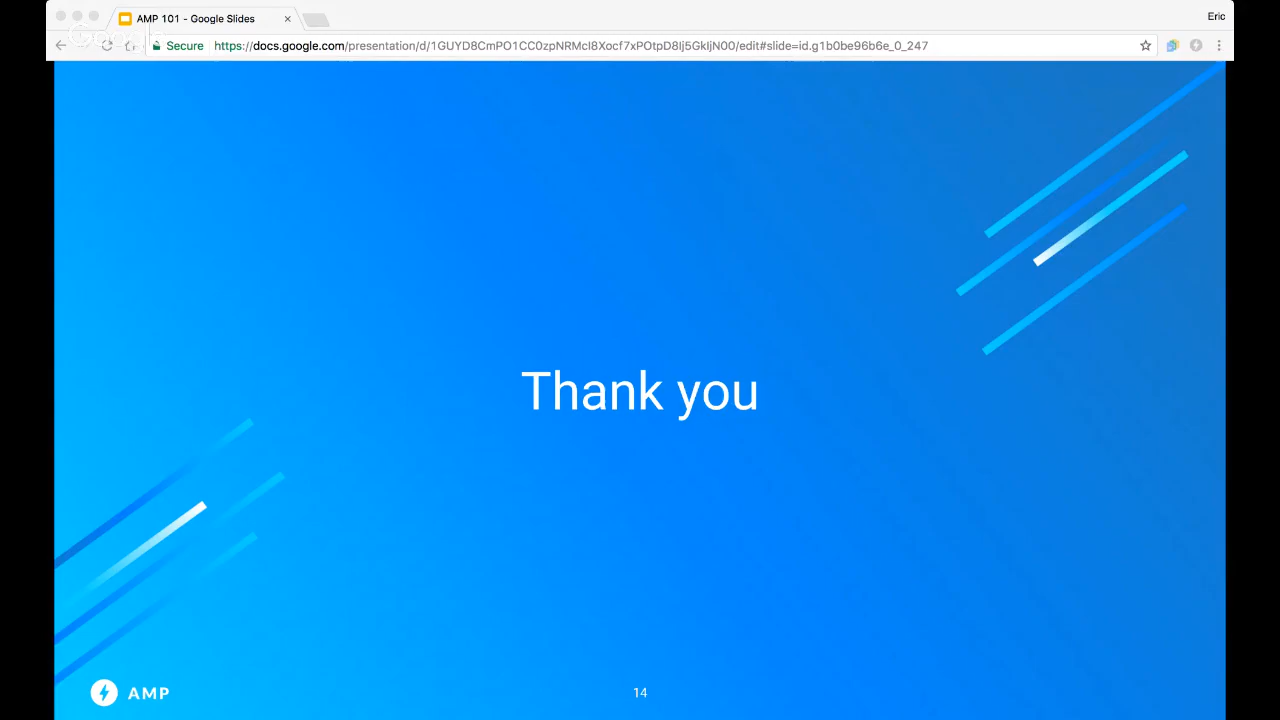 AMP 101 - Google Slides
Eric
Secure https://docs.google.com/presentation/d/1GUYD8CmPO1CC0zpNRMcI8Xocf7xPOtpD8Ij5GkIjN00/edit#slide=id.g1b0be96b6e_0_247
Thank you
AMP
14